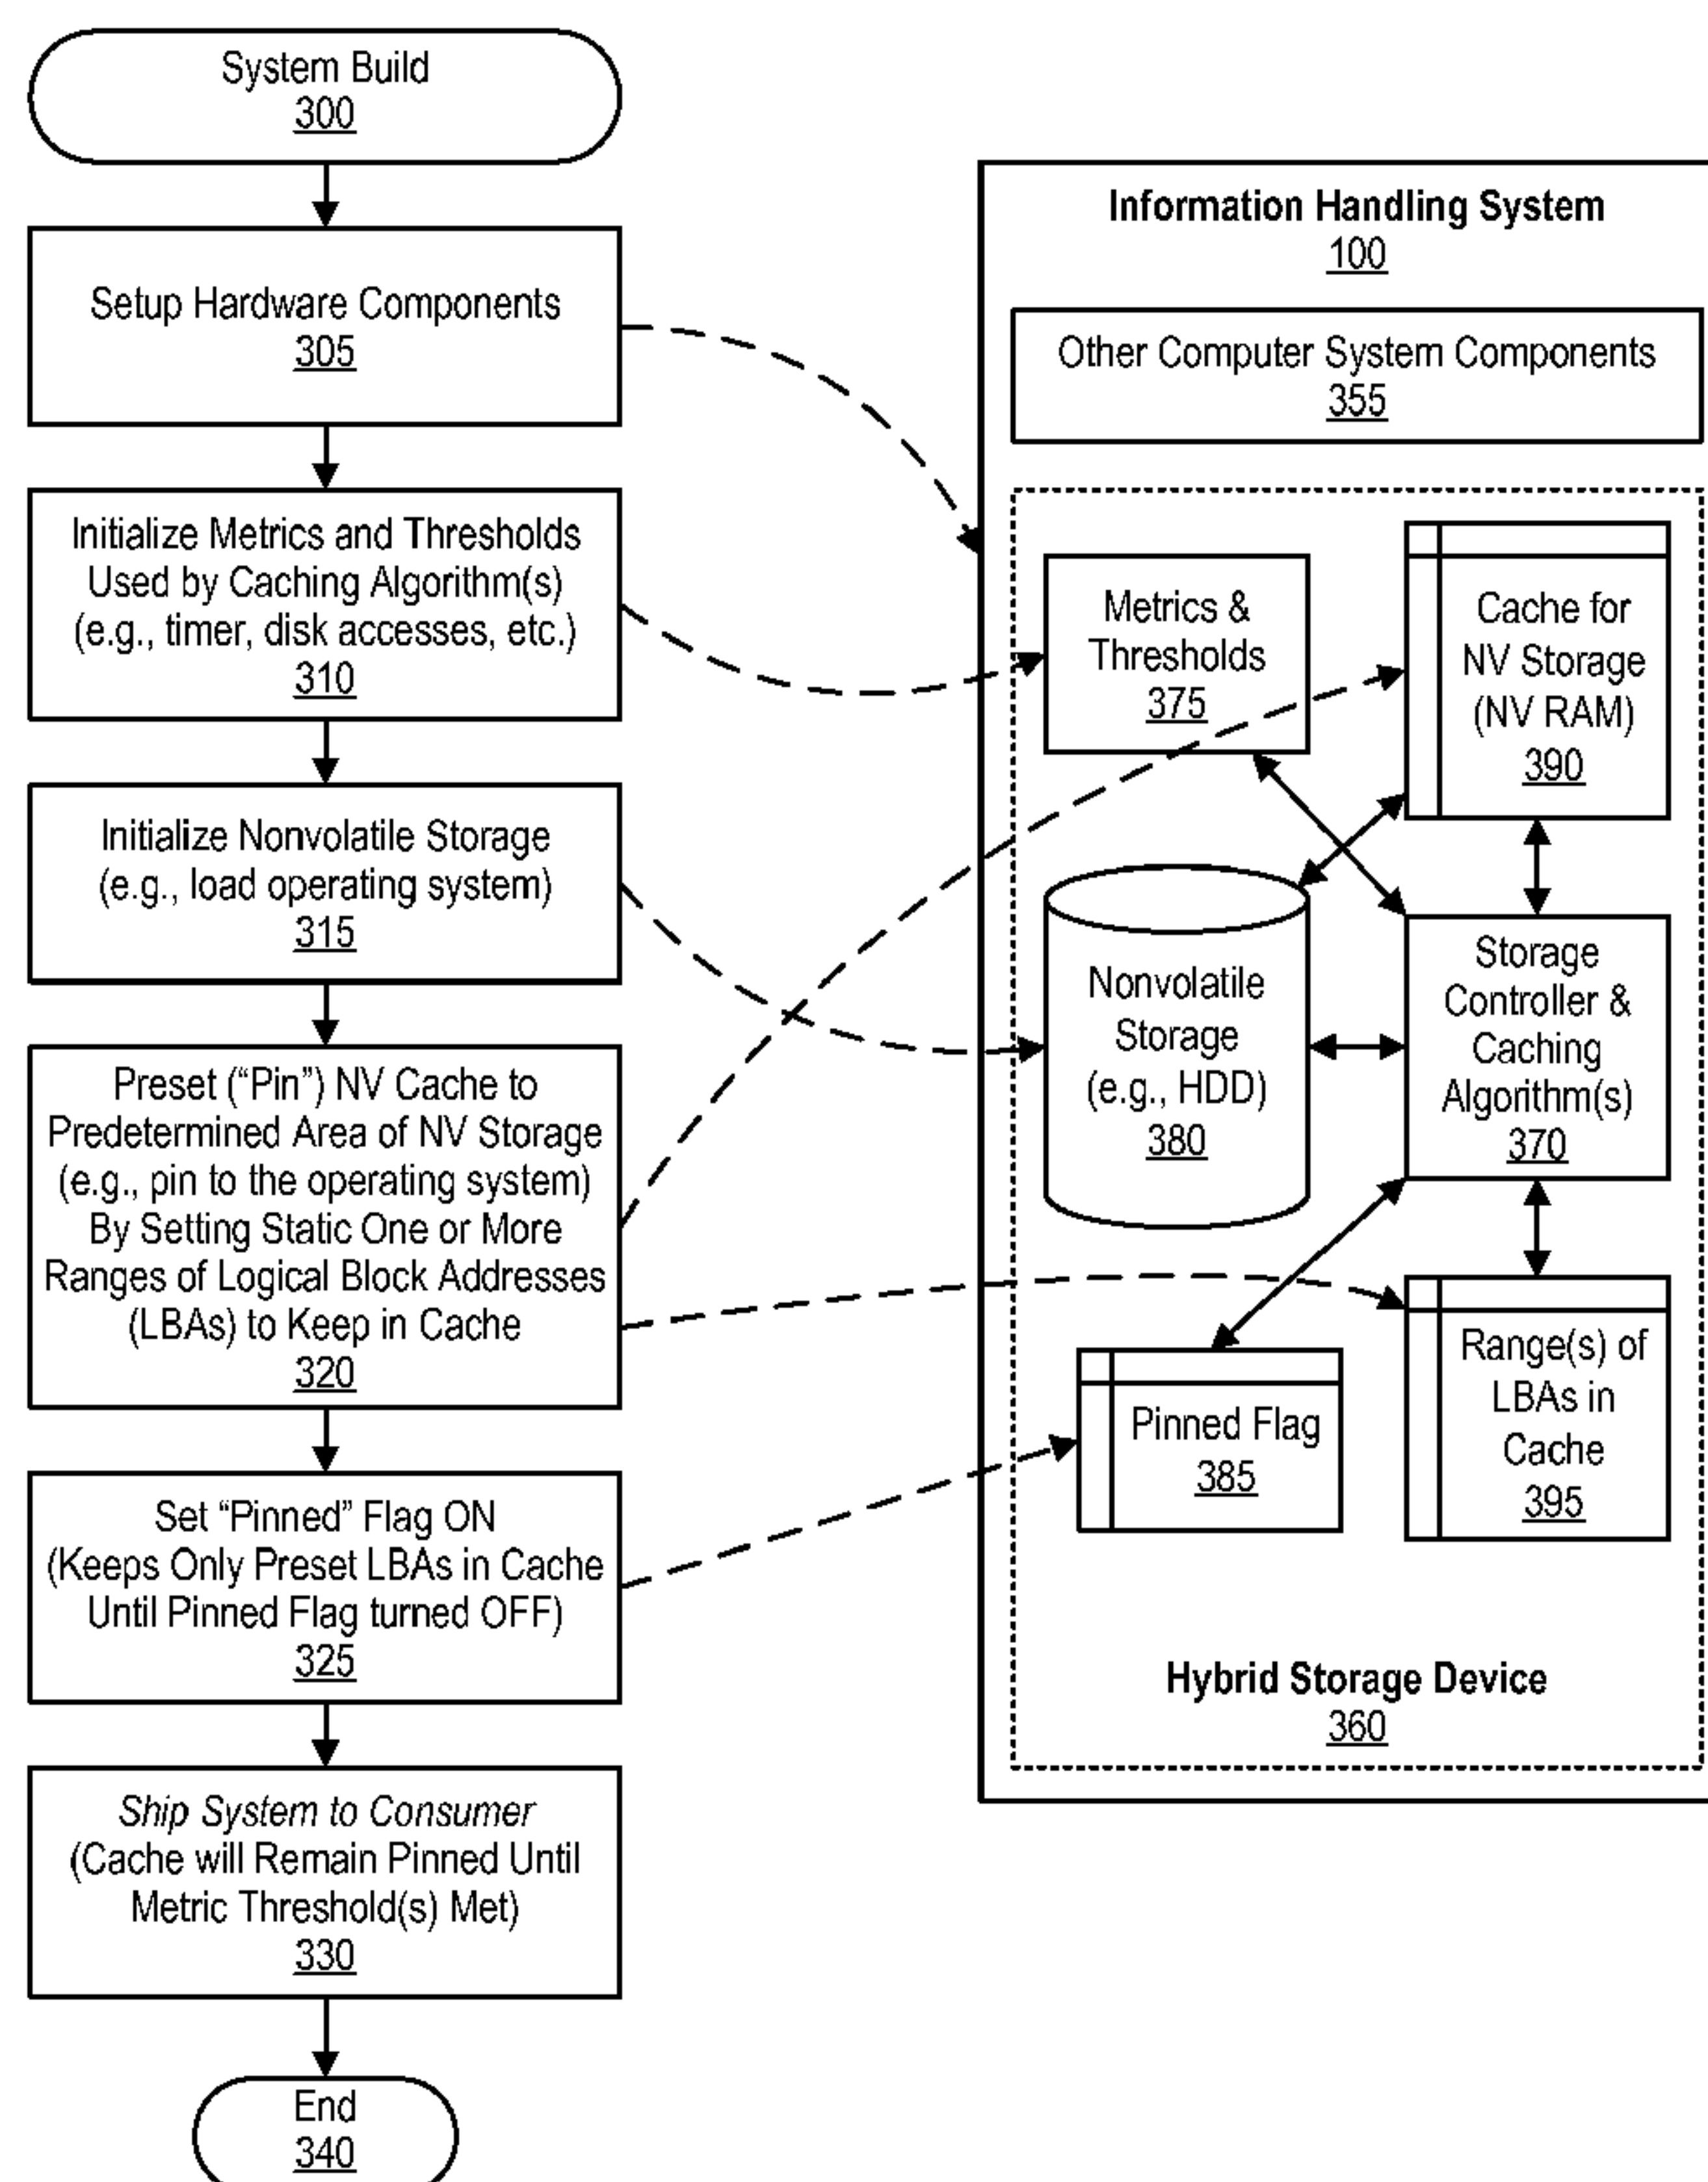 System Build
300
Setup Hardware Components
305
Initialize Metrics and Thresholds
Used by Caching Algorithm(s)
(e.g., timer, disk accesses, etc.)
310
Initialize Nonvolatile Storage
(e.g., load operating system)
315
Preset (“Pin”) NV Cache to
Predetermined Area of NV Storage
(e.g., pin to the operating system)
By Setting Static One or More
Ranges of Logical Block Addresses
(LBAs) to Keep in Cache
320
Set “Pinned” Flag ON
(Keeps Only Preset LBAs in Cache
Until Pinned Flag turned OFF)
325
Ship System to Consumer
(Cache will Remain Pinned Until
Metric Threshold(s) Met)
330
End
340
Information Handling System
100
Other Computer System Components
355
Metrics &
Thresholds
375
Cache for
NV Storage
(NV RAM)
390
Nonvolatile
Storage
(e.g., HDD)
380
Storage
Controller &
Caching
Algorithm(s)
370
Pinned Flag
385
Range(s) of
LBAs in
Cache
395
Hybrid Storage Device
360